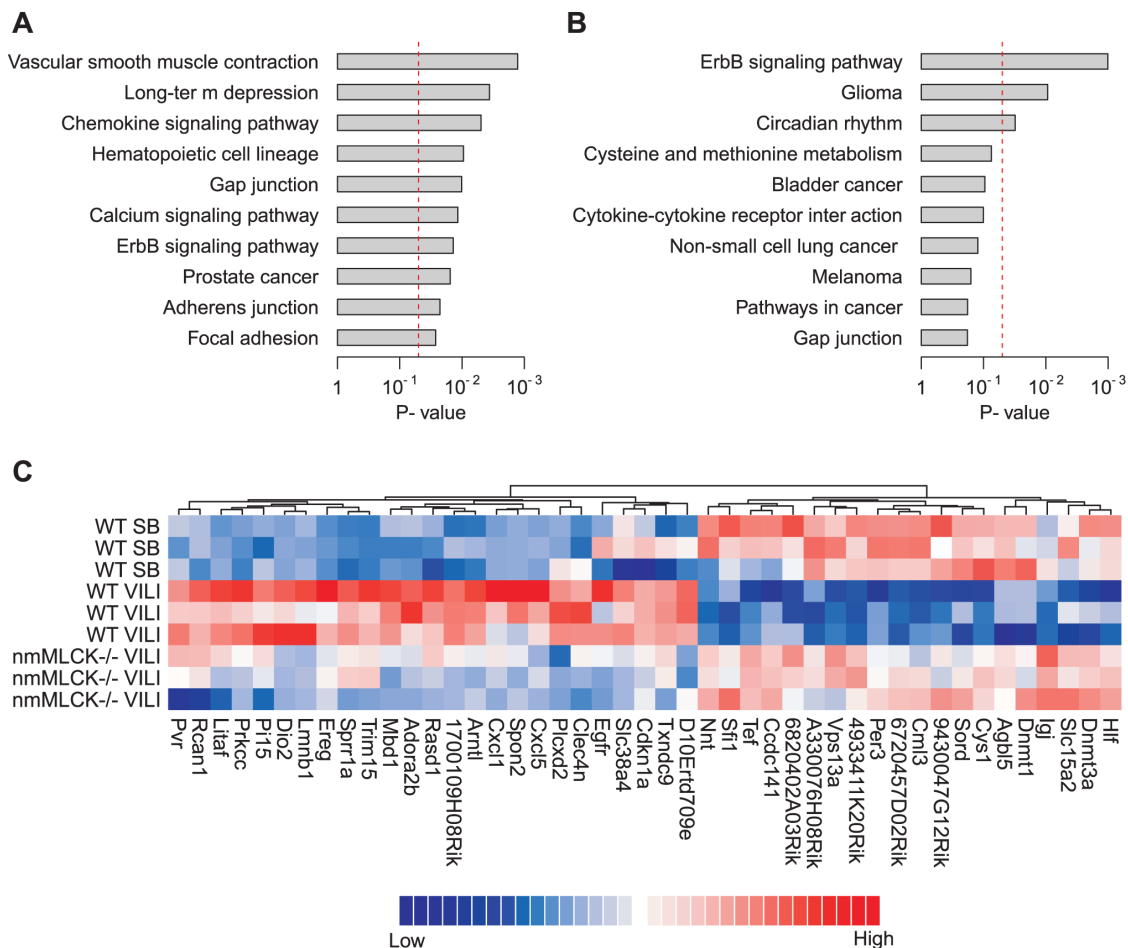 A
Vascular smooth muscle contraction
Long-ter m depression
Chemokine signaling pathway
Hematopoietic cell lineage
Gap junction
Calcium signaling pathway
ErbB signaling pathway
Prostate cancer
Adherens junction
Focal adhesion
1 10⁻¹ 10⁻² 10⁻³
P- value
B
ErbB signaling pathway
Glioma
Circadian rhythm
Cysteine and methionine metabolism
Bladder cancer
Cytokine-cytokine receptor inter action
Non-small cell lung cancer
Melanoma
Pathways in cancer
Gap junction
1 10⁻¹ 10⁻² 10⁻³
P- value
C
WT SB
WT SB
WT SB
WT VILI
WT VILI
WT VILI
nmMLCK-/- VILI
nmMLCK-/- VILI
nmMLCK-/- VILI
Pvr
Rcan1
Litaf
Prkcc
Pi15
Dio2
Lmnb1
Ereg
Sprr1a
Trim15
Mbd1
Adora2b
Rasd1
1700109H08Rik
Arntl
Cxcl1
Spon2
Cxcl5
Plcxd2
Clec4n
Egfr
Slc38a4
Cdkn1a
Txndc9
D10Ertd709e
Nnt
Sfi1
Tef
Ccdc141
6820402A03Rik
A330076H08Rik
Vps13a
4933411K20Rik
Per3
6720457D02Rik
Cml3
9430047G12Rik
Sord
Cys1
Agbl5
Dnmt1
Igj
Slc15a2
Dnmt3a
Hlf
Low
High